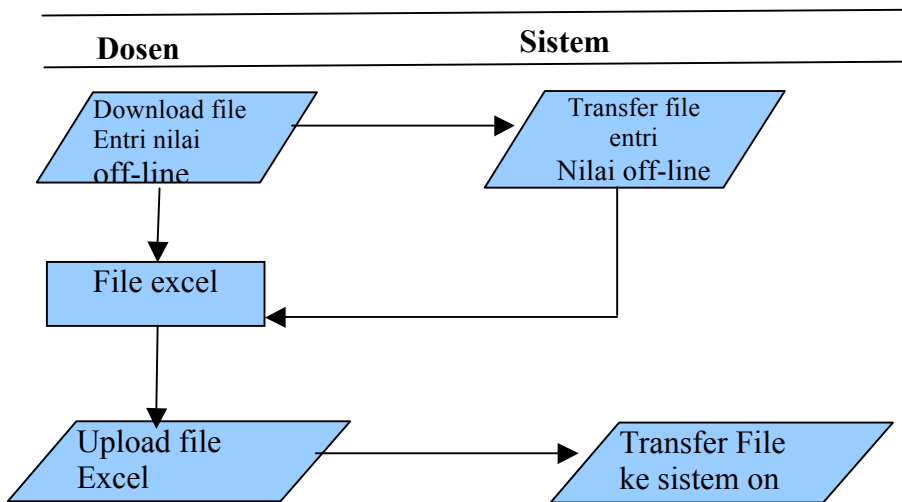 Dosen
Sistem
Download file
Entri nilai
off-line
Transfer file
entri
Nilai off-line
File excel
Upload file
Excel
Transfer File
ke sistem on